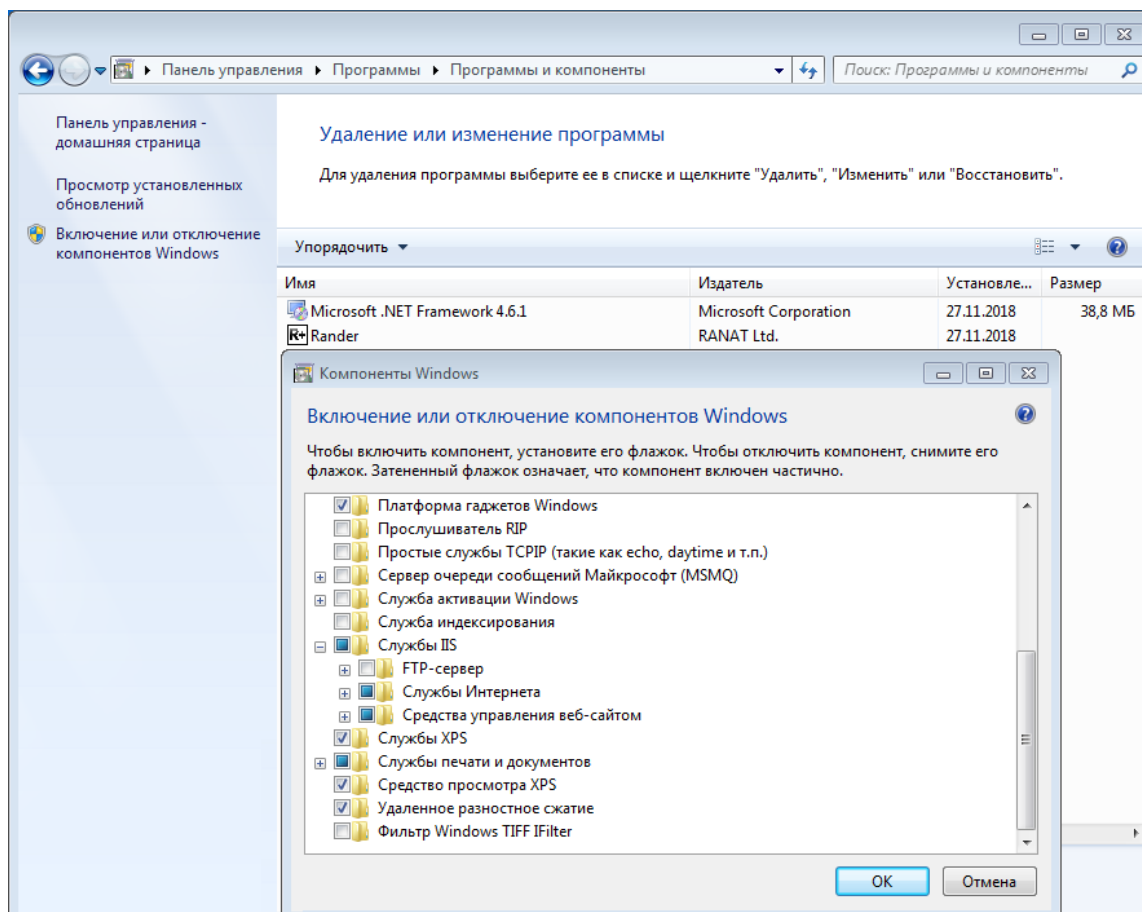 Панель управления ▸ Программы ▸ Программы и компоненты
Поиск: Программы и компоненты
Панель управления -
домашняя страница
Просмотр установленных
обновлений
Включение или отключение
компонентов Windows
Удаление или изменение программы
Для удаления программы выберите ее в списке и щелкните "Удалить", "Изменить" или "Восстановить".
Упорядочить
Имя Издатель Установле... Размер
Microsoft .NET Framework 4.6.1 Microsoft Corporation 27.11.2018 38,8 МБ
R+ Rander RANAT Ltd. 27.11.2018
Компоненты Windows
Включение или отключение компонентов Windows
Чтобы включить компонент, установите его флажок. Чтобы отключить компонент, снимите его
флажок. Затененный флажок означает, что компонент включен частично.
Платформа гаджетов Windows
Прослушиватель RIP
Простые службы TCPIP (такие как echo, daytime и т.п.)
Сервер очереди сообщений Майкрософт (MSMQ)
Служба активации Windows
Служба индексирования
Службы IIS
FTP-сервер
Службы Интернета
Средства управления веб-сайтом
Службы XPS
Службы печати и документов
Средство просмотра XPS
Удаленное разностное сжатие
Фильтр Windows TIFF IFilter
OK Отмена